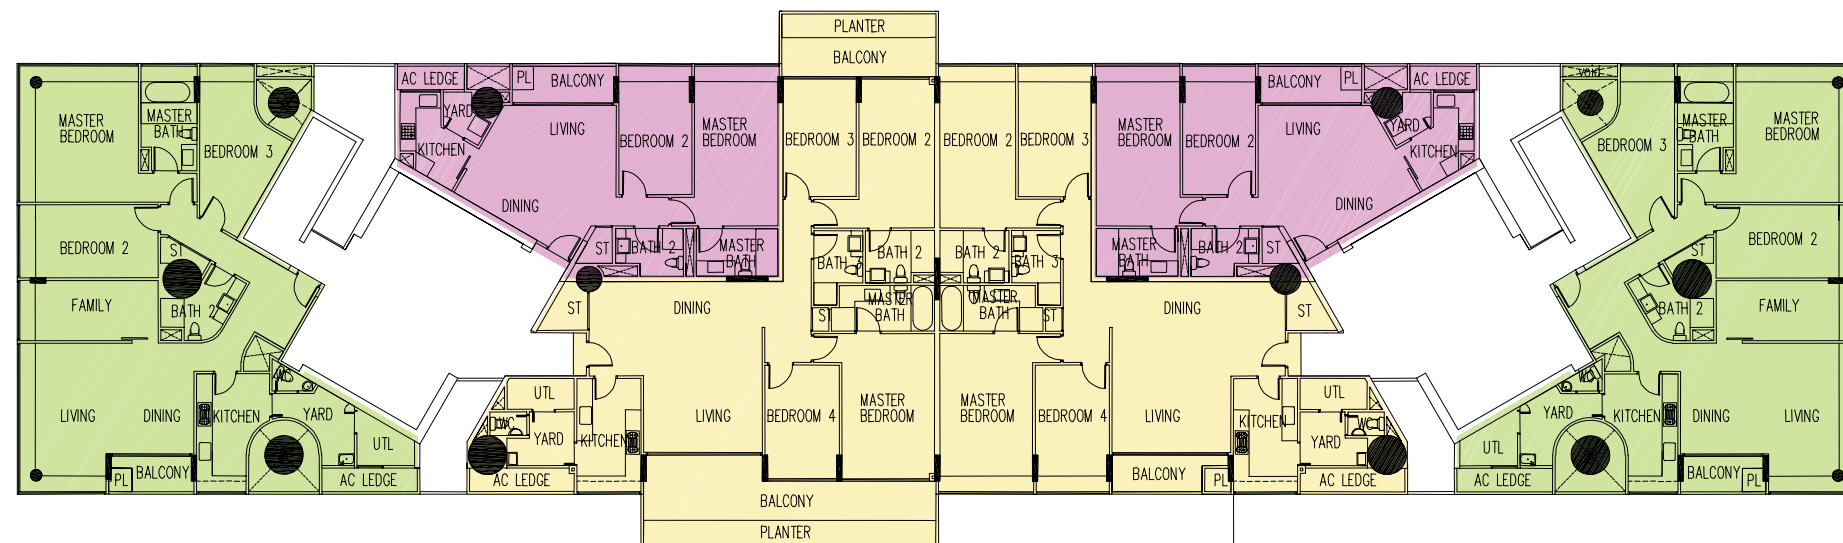 PLANTER
BALCONY
AC LEDGE
PL
BALCONY
BALCONY
PL
AC LEDGE
VOID
MASTER
BEDROOM
MASTER
BATH
BEDROOM 3
YARD
KITCHEN
LIVING
BEDROOM 2
MASTER
BEDROOM
BEDROOM 3
BEDROOM 2
BEDROOM 2
BEDROOM 3
MASTER
BEDROOM
BEDROOM 2
LIVING
YARD
KITCHEN
BEDROOM 3
MASTER
BATH
MASTER
BEDROOM
DINING
DINING
BEDROOM 2
ST
ST
BATH 2
MASTER
BATH
BATH 3
BATH 2
BATH 2
BATH 3
MASTER
BATH
BATH 2
ST
ST
BEDROOM 2
FAMILY
BATH 2
ST
DINING
ST
MASTER
BATH
MASTER
BATH
ST
DINING
ST
BATH 2
FAMILY
WC
UTL
UTL
WC
LIVING
DINING
KITCHEN
YARD
UTL
WC
YARD
KITCHEN
LIVING
BEDROOM 4
MASTER
BEDROOM
MASTER
BEDROOM
BEDROOM 4
LIVING
KITCHEN
YARD
WC
UTL
YARD
KITCHEN
DINING
LIVING
PL
BALCONY
AC LEDGE
AC LEDGE
BALCONY
PL
AC LEDGE
AC LEDGE
BALCONY
PL
BALCONY
PLANTER